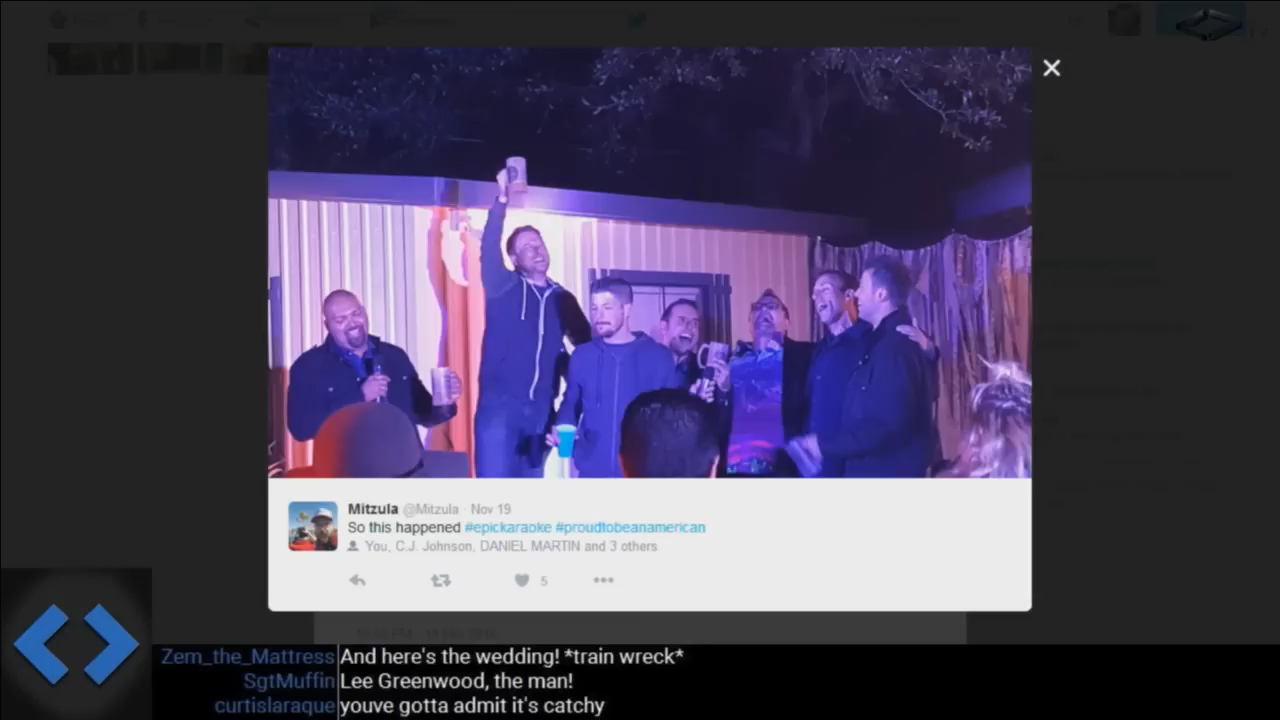 Mitzula @Mitzula · Nov 19
So this happened #epickaraoke #proudtobeanamerican
You, C.J. Johnson, DANIEL MARTIN and 3 others
5
Zem_the_Mattress And here's the wedding! *train wreck*
SgtMuffin Lee Greenwood, the man!
curtislaraque youve gotta admit it's catchy